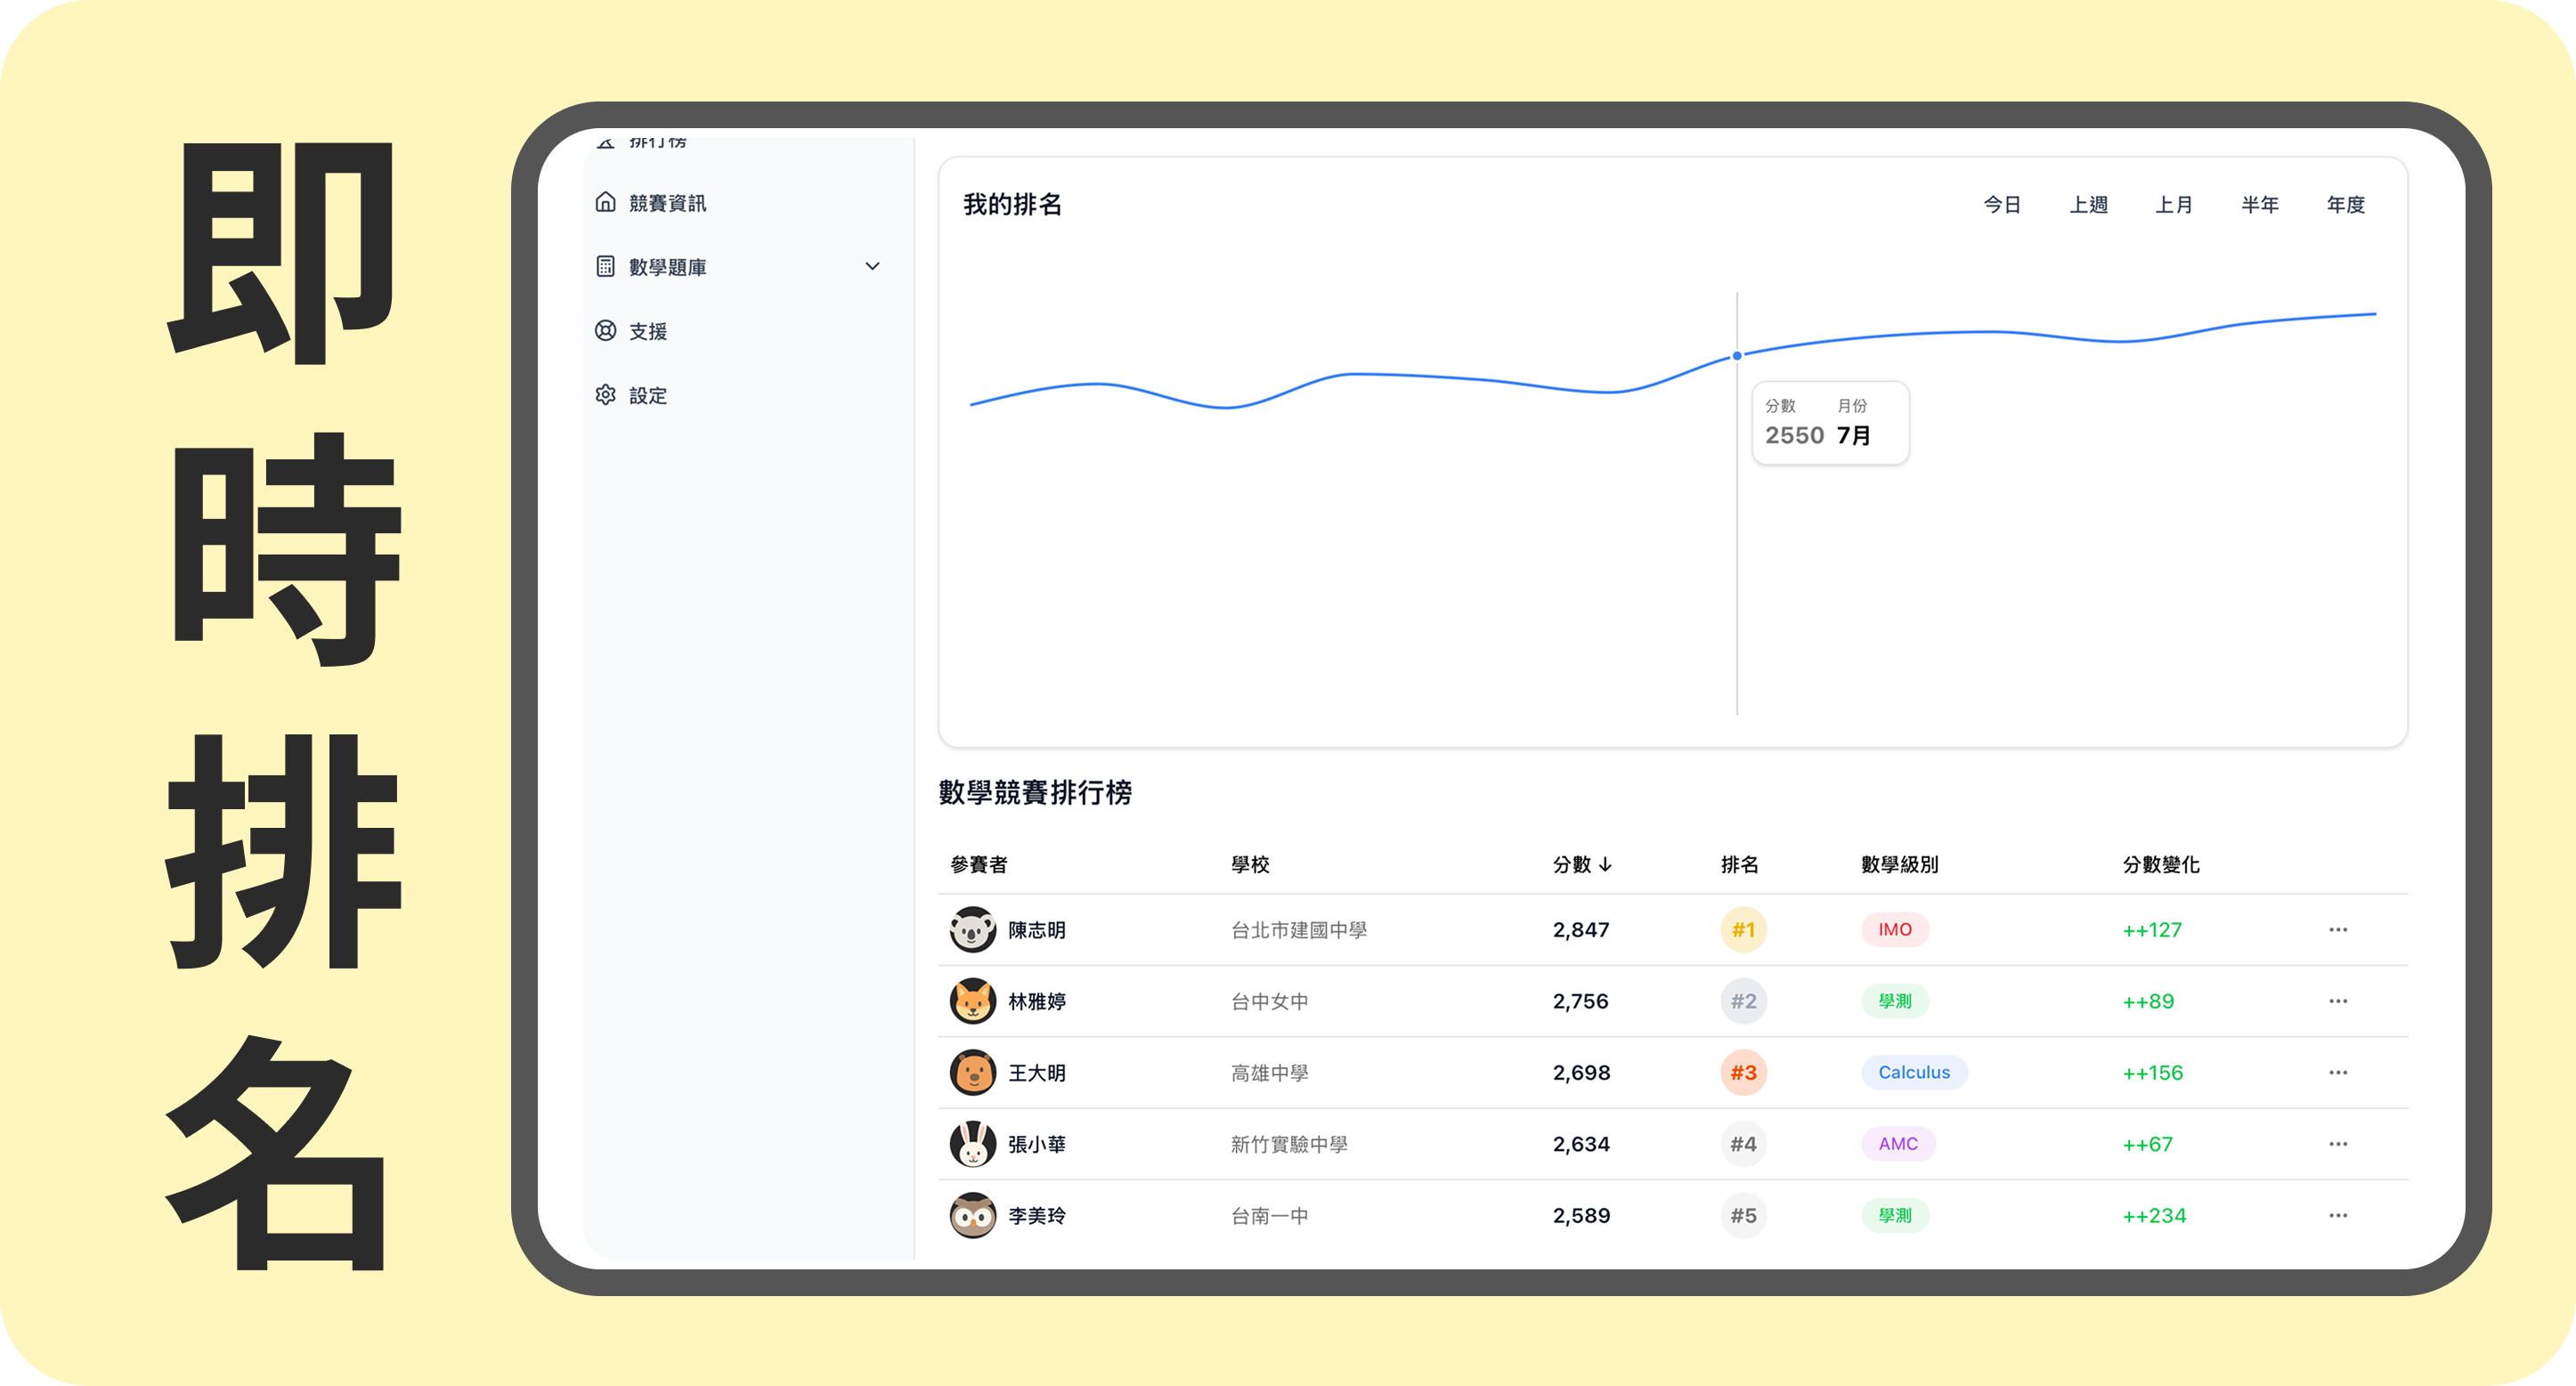 即時排名
排行榜
競賽資訊
數學題庫
支援
設定
我的排名
今日 上週 上月 半年 年度
分數 月份
2550 7月
數學競賽排行榜
參賽者 學校 分數 ↓ 排名 數學級別 分數變化
陳志明 台北市建國中學 2,847 #1 IMO ++127 ...
林雅婷 台中女中 2,756 #2 學測 ++89 ...
王大明 高雄中學 2,698 #3 Calculus ++156 ...
張小華 新竹實驗中學 2,634 #4 AMC ++67 ...
李美玲 台南一中 2,589 #5 學測 ++234 ...